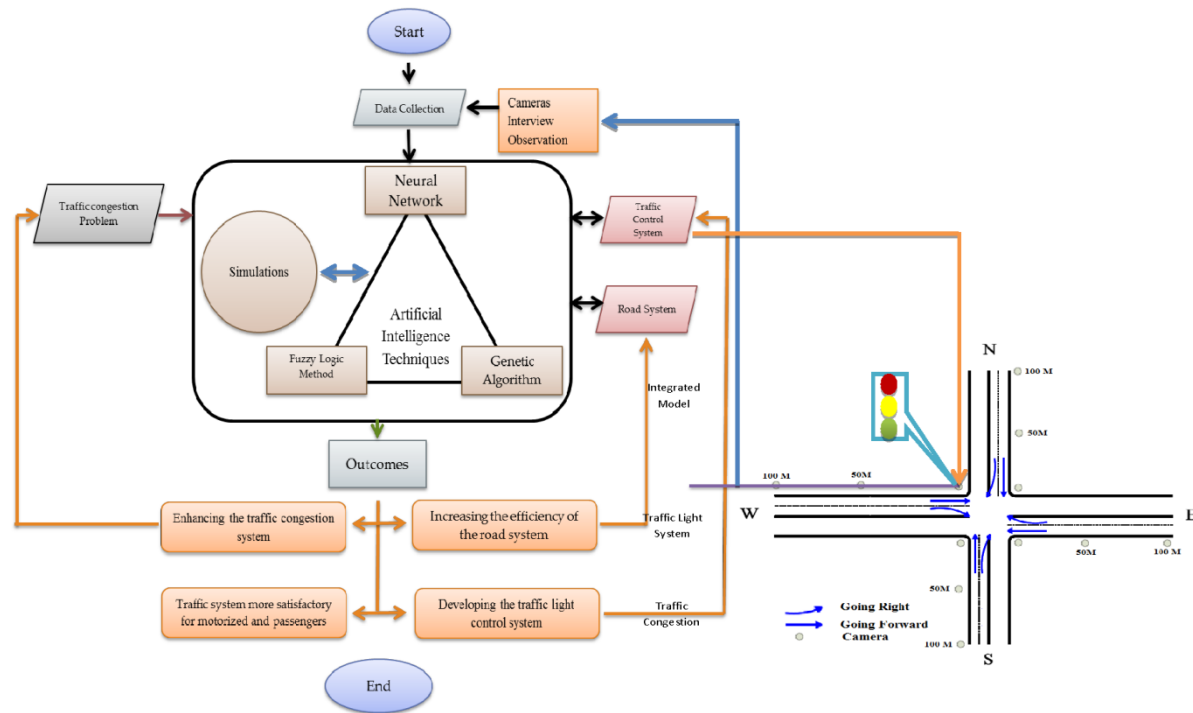 Start
Data Collection
Cameras
Interview
Observation
Neural
Network
Traffic congestion
Problem
Traffic
Control
System
Simulations
Road System
Artificial
Intelligence
Techniques
Fuzzy Logic
Method
Genetic
Algorithm
Integrated
Model
Outcomes
Enhancing the traffic congestion
system
Increasing the efficiency of
the road system
Traffic Light
System
Traffic system more satisfactory
for motorized and passengers
Developing the traffic light
control system
Traffic
Congestion
End
N
100 M
50M
100 M
50M
W
E
50M
100 M
50M
100 M
S
Going Right
Going Forward
Camera